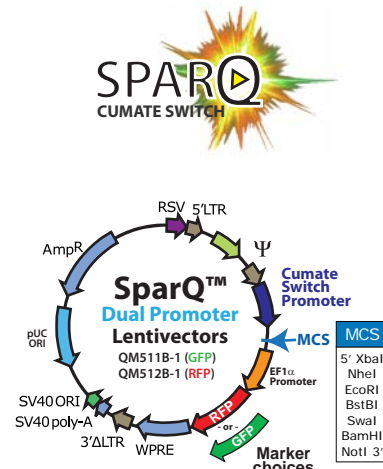 SPARQ
CUMATE SWITCH
RSV 5'LTR
AmpR
Ψ
SparQ™
Dual Promoter
Lentivectors
QM511B-1 (GFP)
QM512B-1 (RFP)
Cumate
Switch
Promoter
MCS
pUC
ORI
EF1α
Promoter
SV40 ORI
SV40 poly-A
3'ΔLTR
WPRE
RFP
- or -
GFP
Marker
choices
MCS
5' XbaI
NheI
EcoRI
BstBI
SwaI
BamHI
NotI 3'